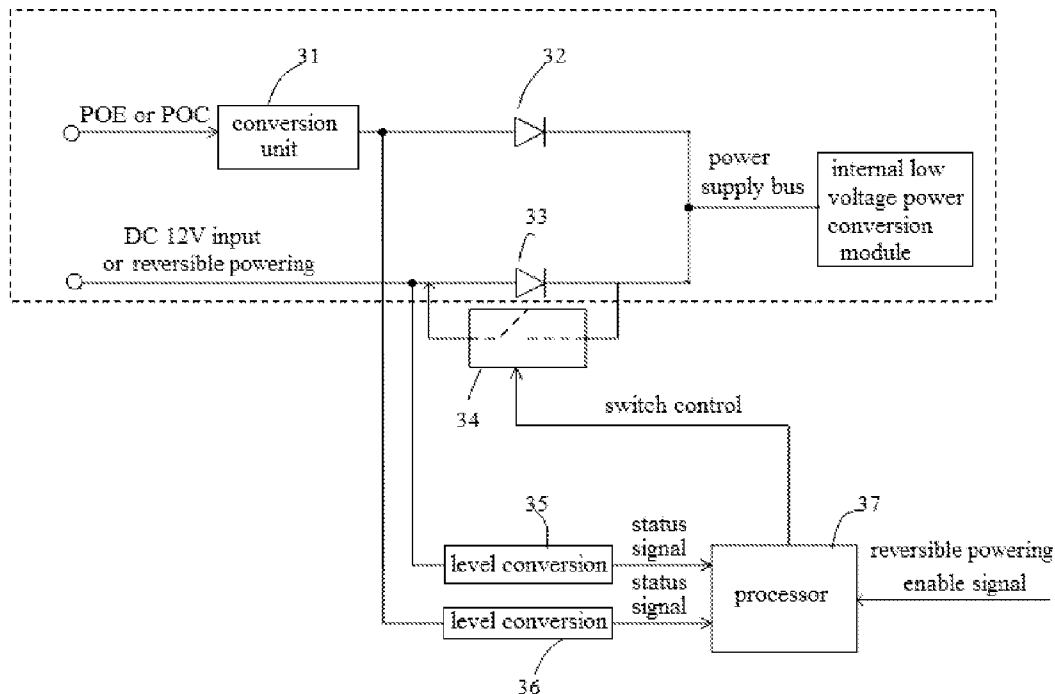 31
32
POE or POC
conversion
unit
power
supply bus
internal low
voltage power
conversion
module
DC 12V input
or reversible powering
33
34
switch control
35
37
status
signal
level conversion
reversible powering
enable signal
status
signal
processor
level conversion
36